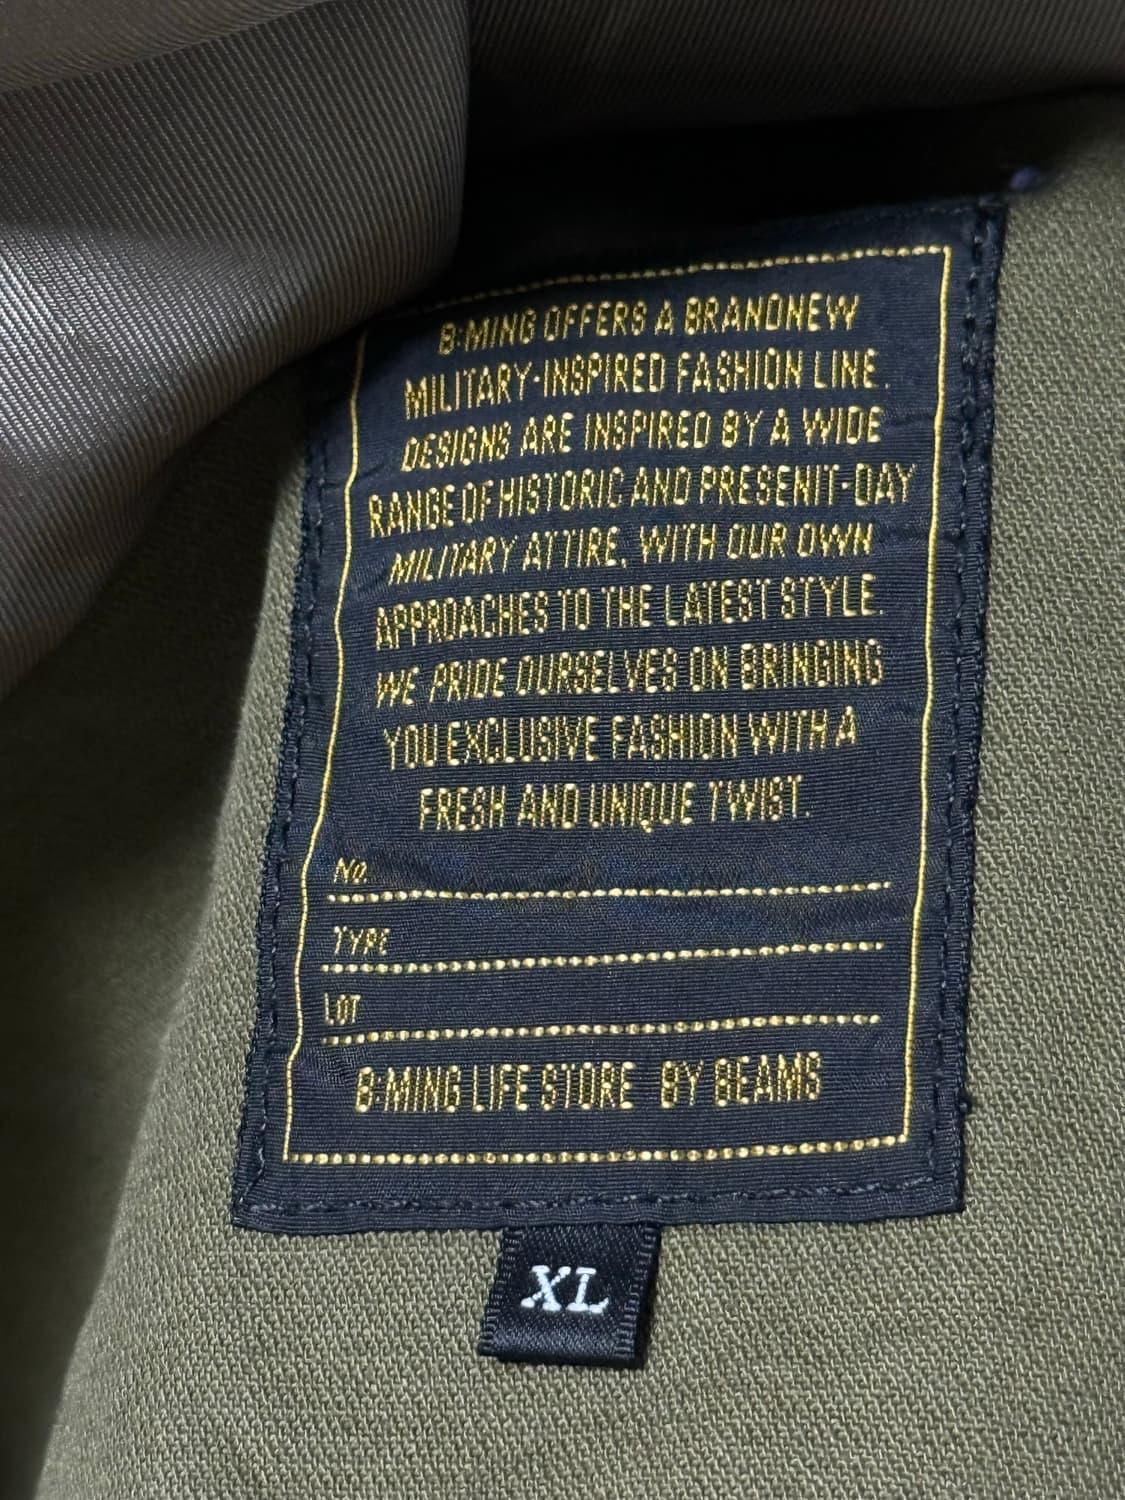 B:MING OFFERS A BRANDNEW
MILITARY-INSPIRED FASHION LINE.
DESIGNS ARE INSPIRED BY A WIDE
RANGE OF HISTORIC AND PRESENIT-DAY
MILITARY ATTIRE, WITH OUR OWN
APPROACHES TO THE LATEST STYLE.
WE PRIDE OURSELVES ON BRINGING
YOU EXCLUSIVE FASHION WITH A
FRESH AND UNIQUE TWIST.
No.
TYPE
LOT
B:MING LIFE STORE BY BEAMS
XL